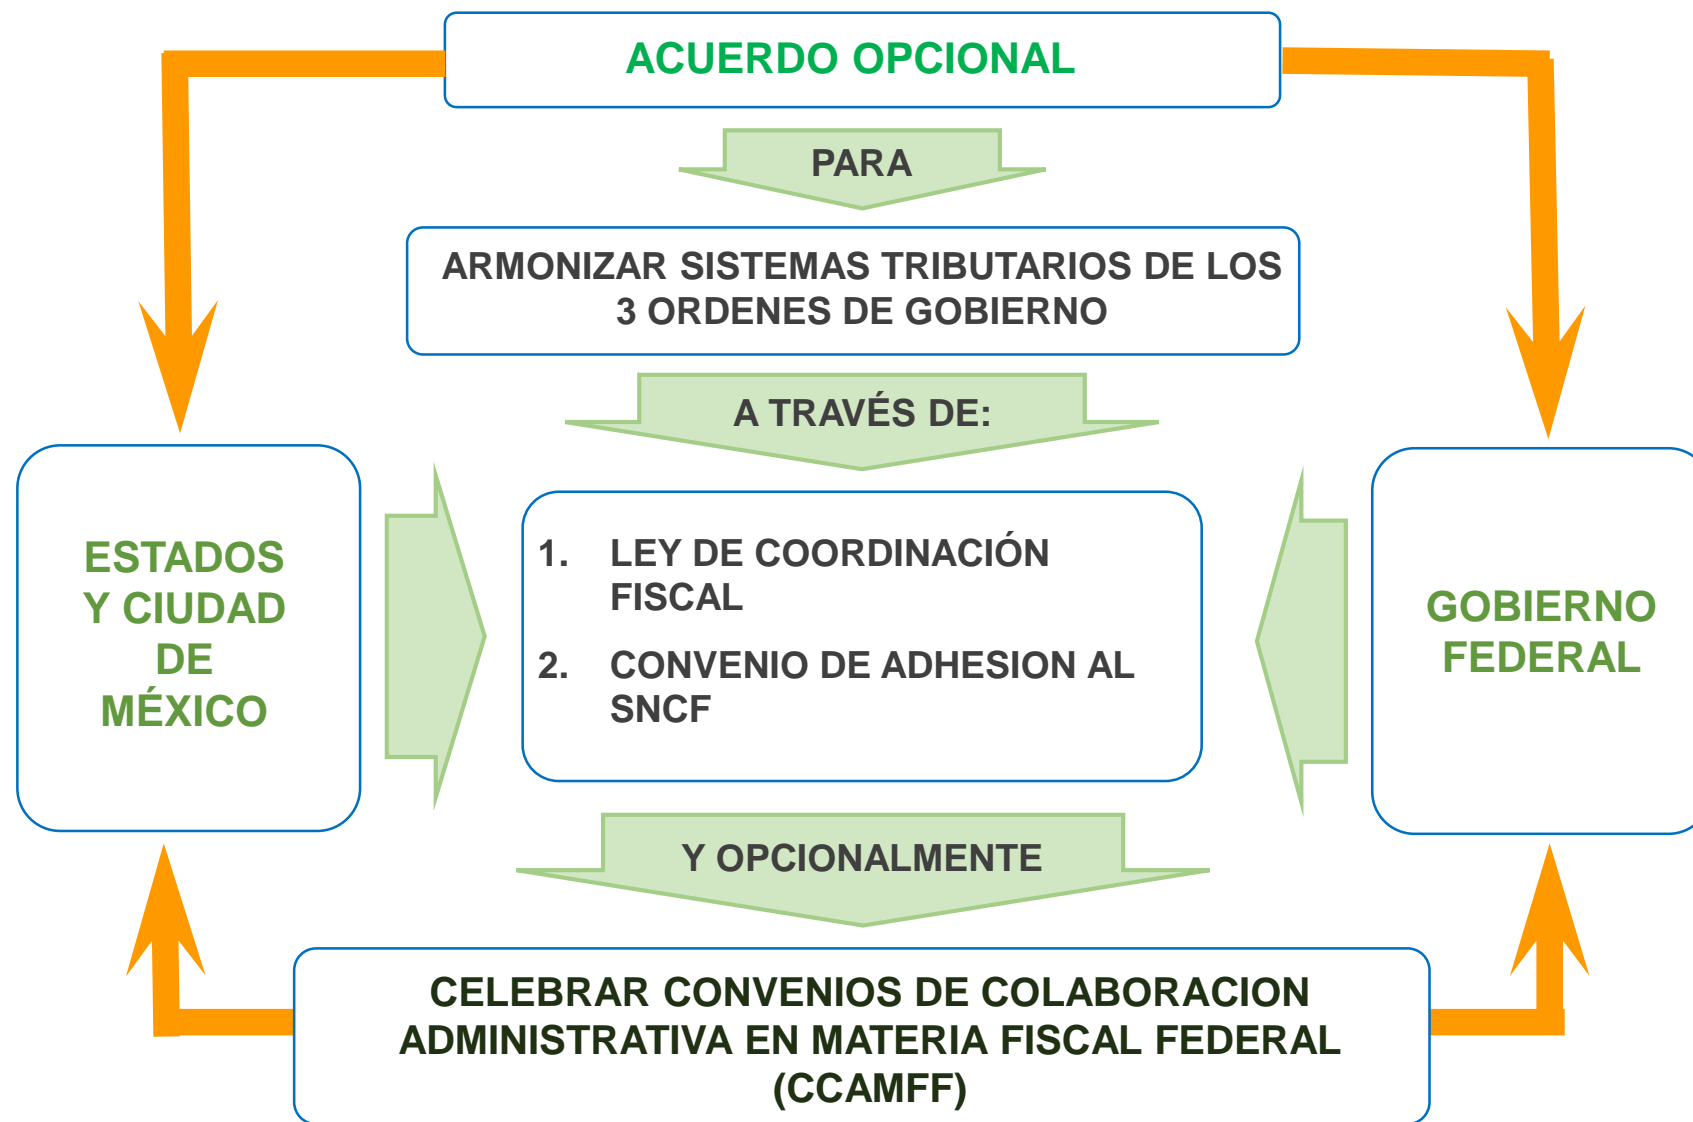 ACUERDO OPCIONAL
PARA
ARMONIZAR SISTEMAS TRIBUTARIOS DE LOS
3 ORDENES DE GOBIERNO
A TRAVÉS DE:
ESTADOS
Y CIUDAD
DE
MÉXICO
1. LEY DE COORDINACIÓN
FISCAL
2. CONVENIO DE ADHESION AL
SNCF
GOBIERNO
FEDERAL
Y OPCIONALMENTE
CELEBRAR CONVENIOS DE COLABORACION
ADMINISTRATIVA EN MATERIA FISCAL FEDERAL
(CCAMFF)